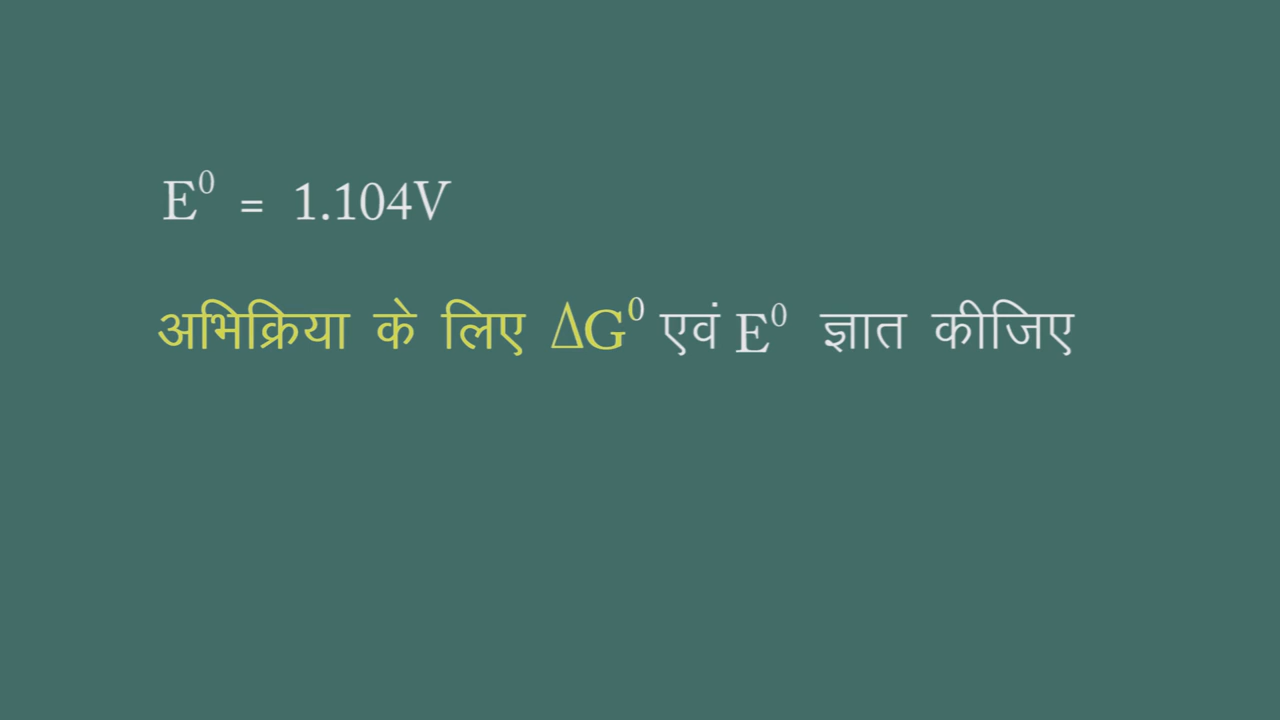 E⁰ = 1.104V
अभिक्रिया के लिए ΔG⁰ एवं E⁰ ज्ञात कीजिए